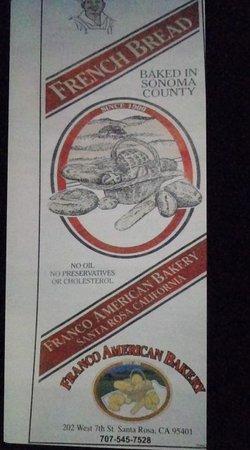 FRENCH BREAD
BAKED IN
SONOMA
COUNTY
SINCE 1900
NO OIL
NO PRESERVATIVES
OR CHOLESTEROL
FRANCO AMERICAN BAKERY
SANTA ROSA CALIFORNIA
FRANCO AMERICAN BAKERY
202 West 7th St. Santa Rosa, CA 95401
707-545-7528